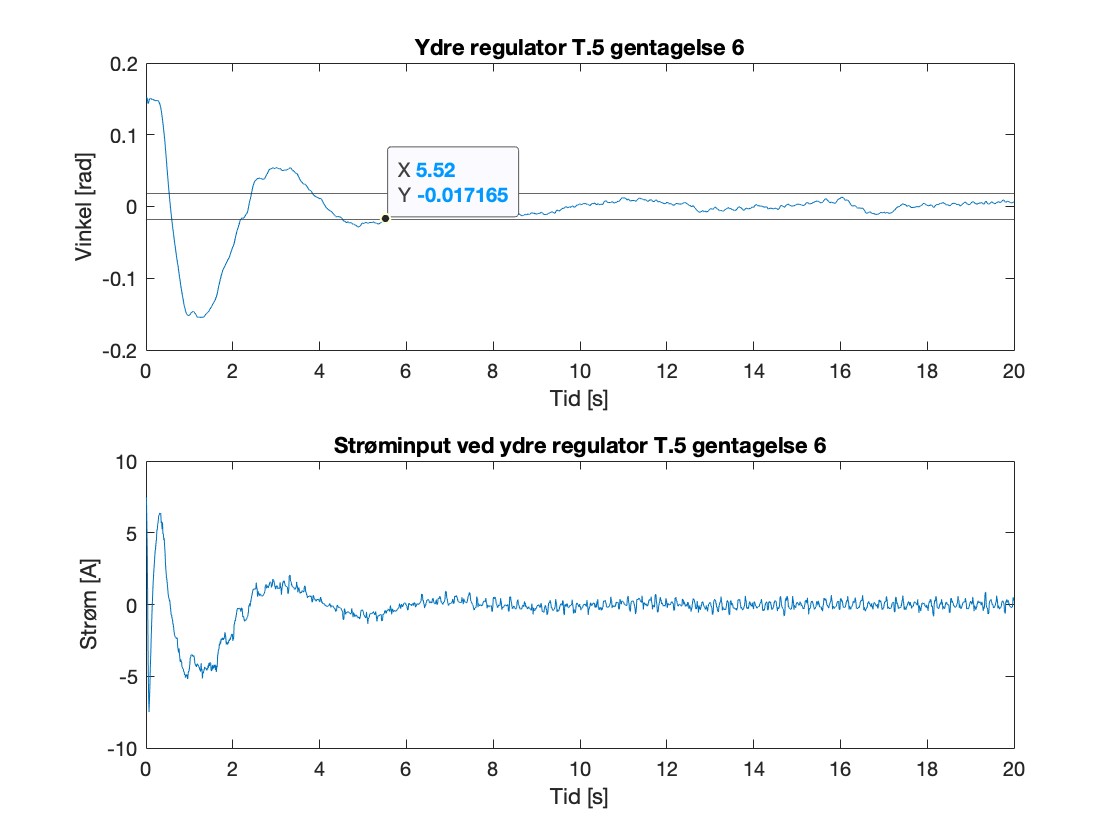 Ydre regulator T.5 gentagelse 6
0.2
0.1
0
-0.1
-0.2
Vinkel [rad]
X 5.52
Y -0.017165
0 2 4 6 8 10 12 14 16 18 20
Tid [s]
Strøminput ved ydre regulator T.5 gentagelse 6
10
5
0
-5
-10
Strøm [A]
0 2 4 6 8 10 12 14 16 18 20
Tid [s]